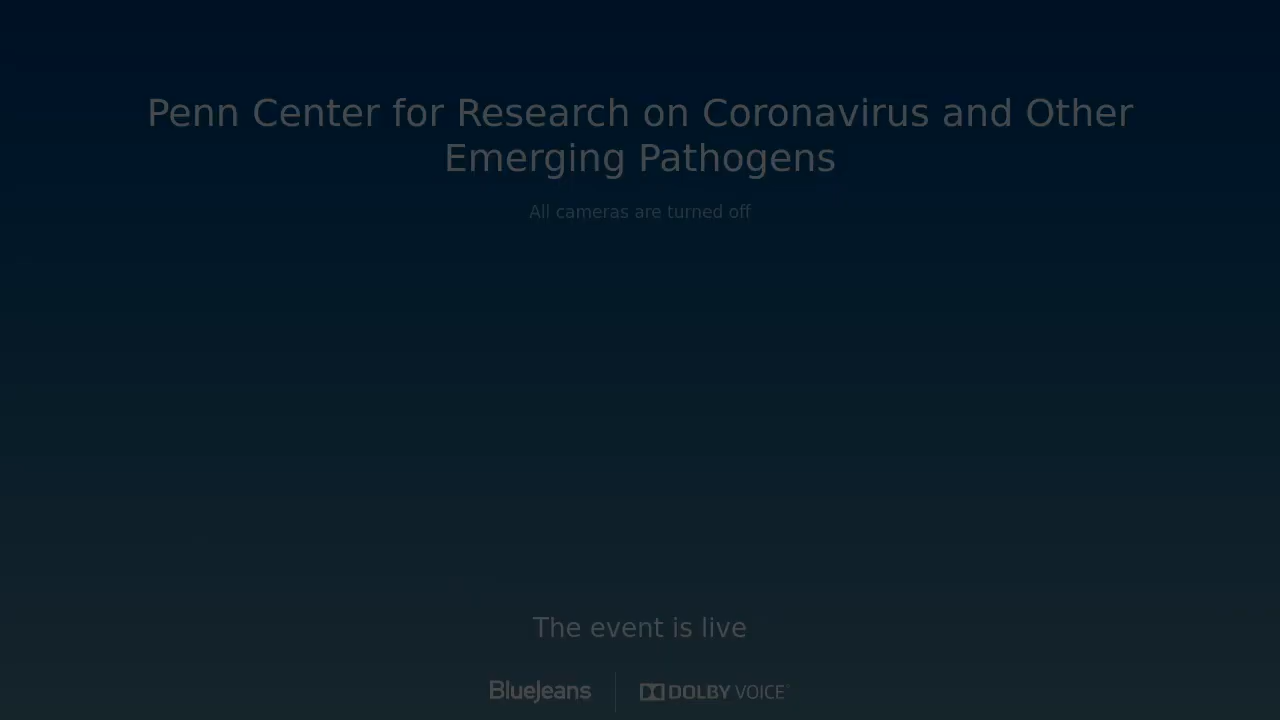 Penn Center for Research on Coronavirus and Other
Emerging Pathogens
All cameras are turned off
The event is live
BlueJeans DOLBY VOICE